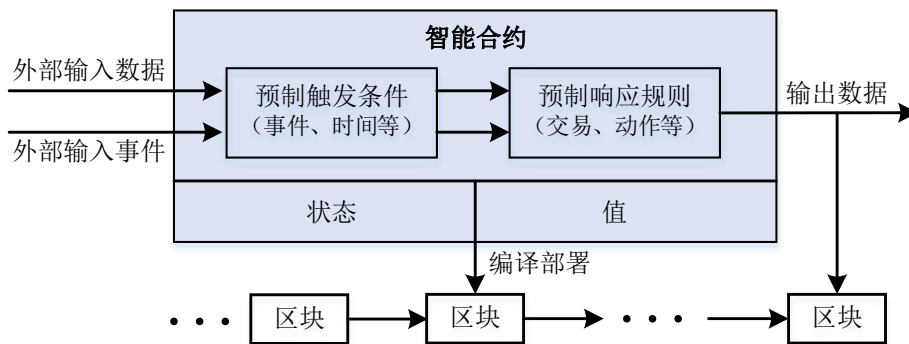 智能合约
外部输入数据
预制触发条件
（事件、时间等）
预制响应规则
（交易、动作等）
输出数据
外部输入事件
状态
值
编译部署
区块
区块
区块